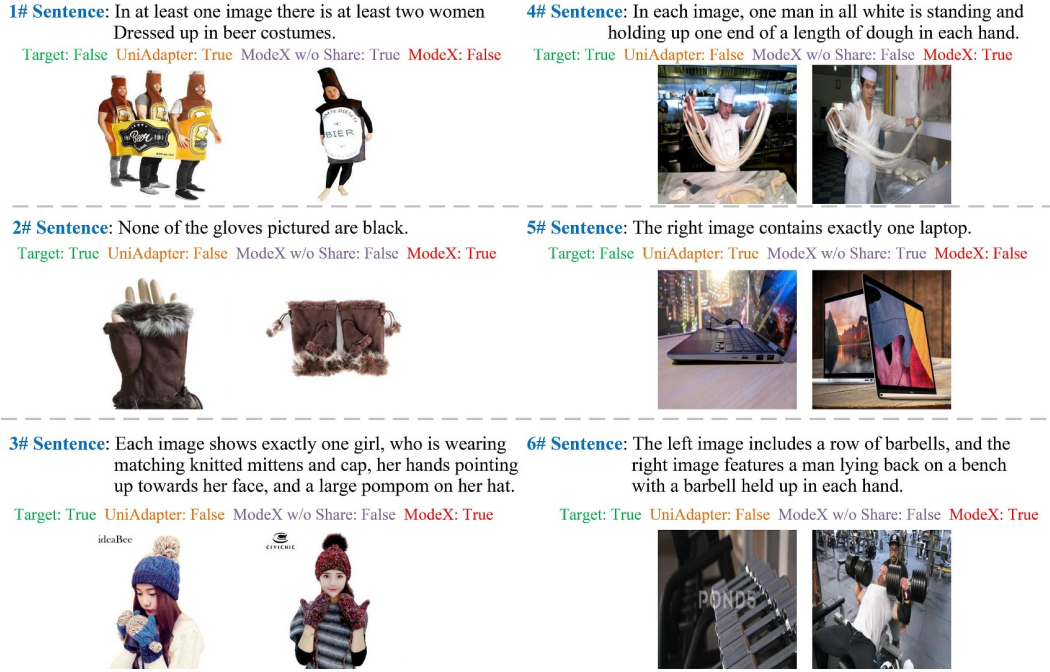 1# Sentence: In at least one image there is at least two women
Dressed up in beer costumes.
Target: False UniAdapter: True ModeX w/o Share: True ModeX: False
Beer
BIER
2# Sentence: None of the gloves pictured are black.
Target: True UniAdapter: False ModeX w/o Share: False ModeX: True
3# Sentence: Each image shows exactly one girl, who is wearing
matching knitted mittens and cap, her hands pointing
up towards her face, and a large pompom on her hat.
Target: True UniAdapter: False ModeX w/o Share: False ModeX: True
ideaBee
CIVICHIC
4# Sentence: In each image, one man in all white is standing and
holding up one end of a length of dough in each hand.
Target: True UniAdapter: False ModeX w/o Share: False ModeX: True
5# Sentence: The right image contains exactly one laptop.
Target: False UniAdapter: True ModeX w/o Share: True ModeX: False
6# Sentence: The left image includes a row of barbells, and the
right image features a man lying back on a bench
with a barbell held up in each hand.
Target: True UniAdapter: False ModeX w/o Share: False ModeX: True
POND5